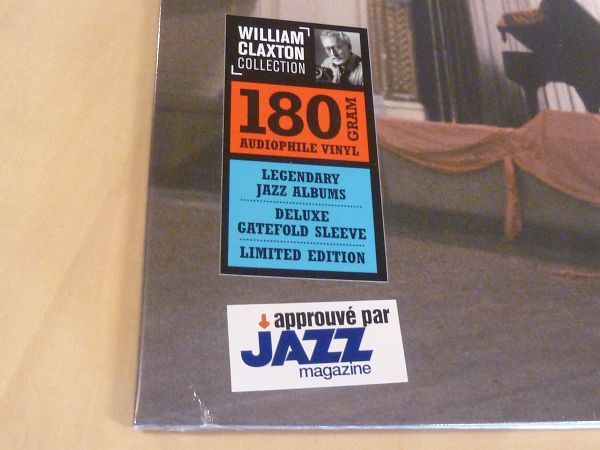 WILLIAM
CLAXTON
COLLECTION
180 GRAM
AUDIOPHILE VINYL
LEGENDARY
JAZZ ALBUMS
DELUXE
GATEFOLD SLEEVE
LIMITED EDITION
approuvé par
JAZZ
magazine